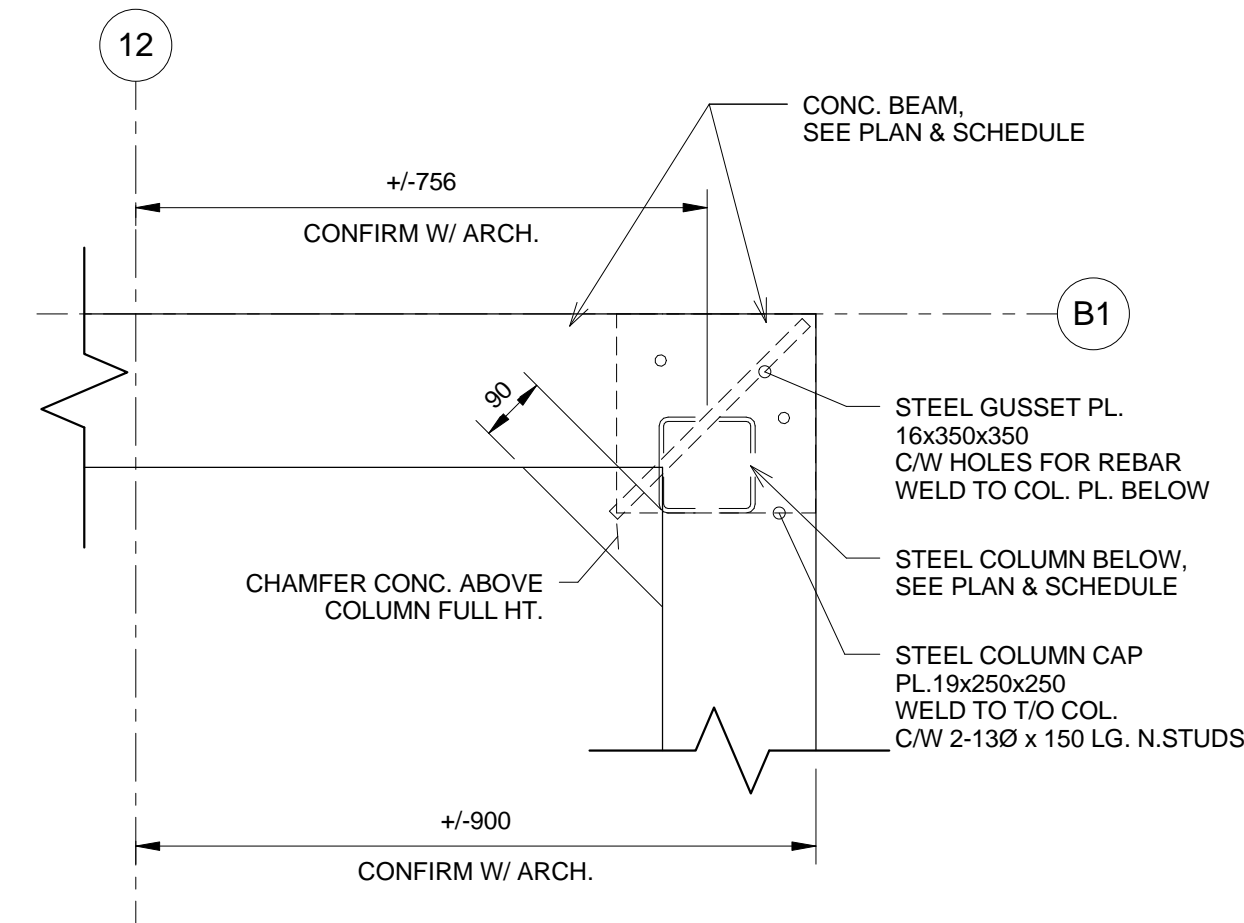 12
CONC. BEAM,
SEE PLAN & SCHEDULE
+/-756
CONFIRM W/ ARCH.
B1
90
STEEL GUSSET PL.
16x350x350
C/W HOLES FOR REBAR
WELD TO COL. PL. BELOW
STEEL COLUMN BELOW,
SEE PLAN & SCHEDULE
CHAMFER CONC. ABOVE
COLUMN FULL HT.
STEEL COLUMN CAP
PL.19x250x250
WELD TO T/O COL.
C/W 2-13Ø x 150 LG. N.STUDS
+/-900
CONFIRM W/ ARCH.